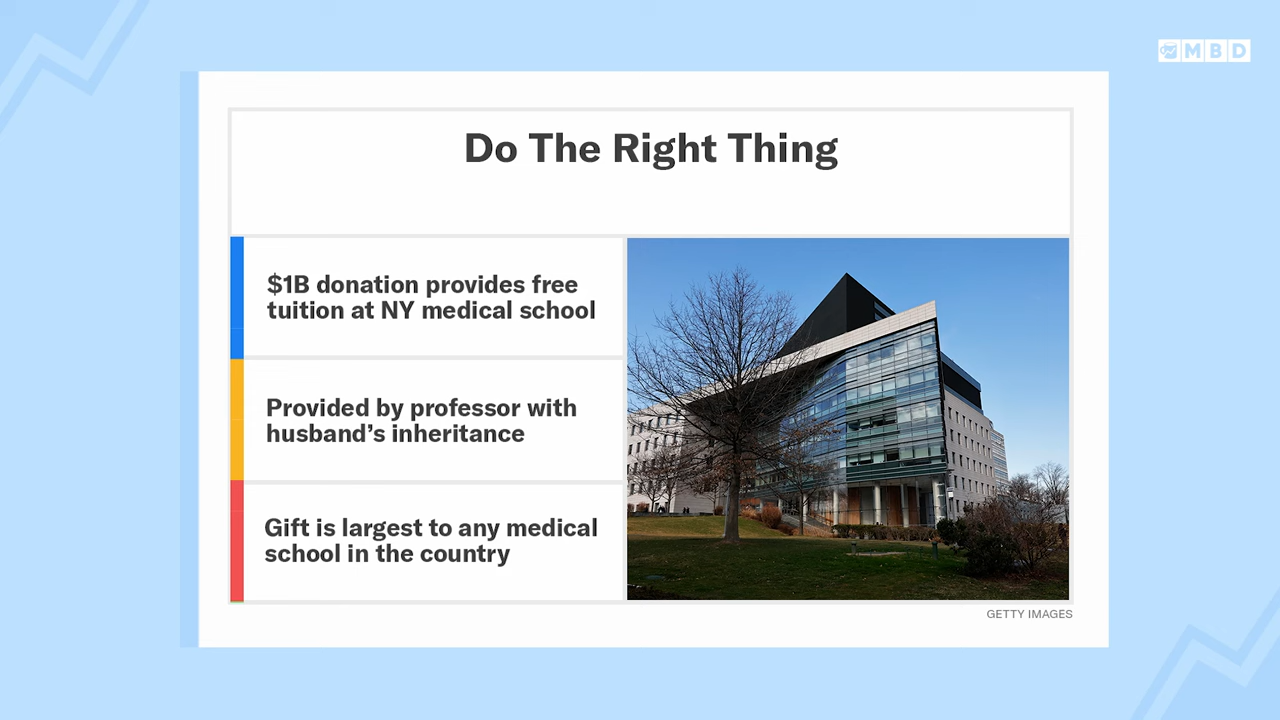 MBD
Do The Right Thing
$1B donation provides free
tuition at NY medical school
Provided by professor with
husband’s inheritance
Gift is largest to any medical
school in the country
GETTY IMAGES